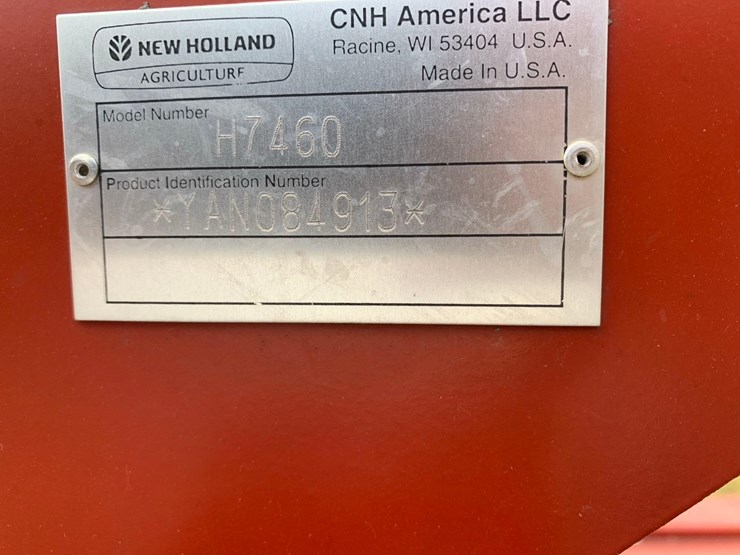 NEW HOLLAND
AGRICULTURE
CNH America LLC
Racine, WI 53404 U.S.A.
Made In U.S.A.
Model Number
H7460
Product Identification Number
*YAN084913*